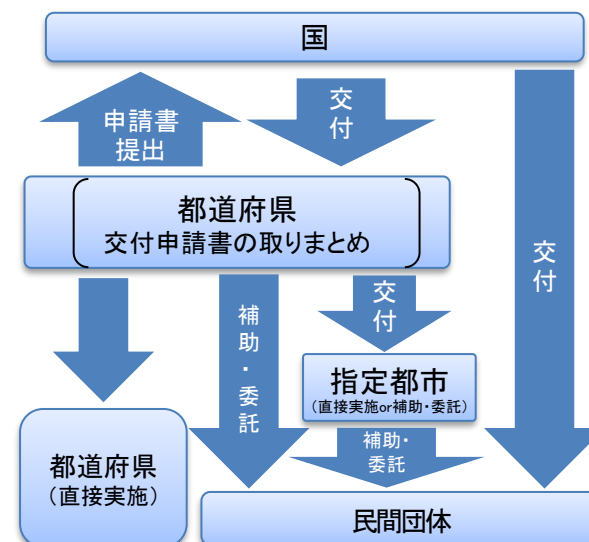 国
申請書
提出
交
付
都道府県
交付申請書の取りまとめ
交
付
補
助
・
委
託
交
付
指定都市
（直接実施or補助・委託）
補助・
委託
都道府県
（直接実施）
民間団体